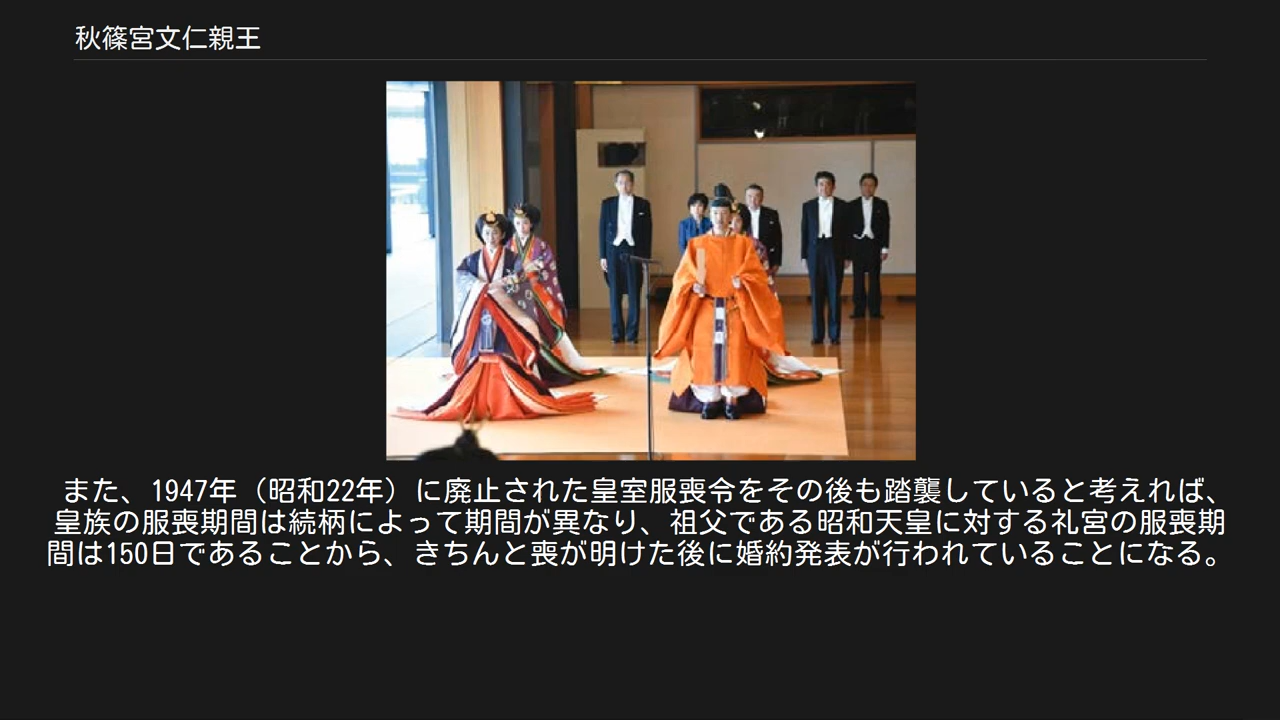 秋篠宮文仁親王
また、1947年（昭和22年）に廃止された皇室服喪令をその後も踏襲していると考えれば、
皇族の服喪期間は続柄によって期間が異なり、祖父である昭和天皇に対する礼宮の服喪期
間は150日であることから、きちんと喪が明けた後に婚約発表が行われていることになる。